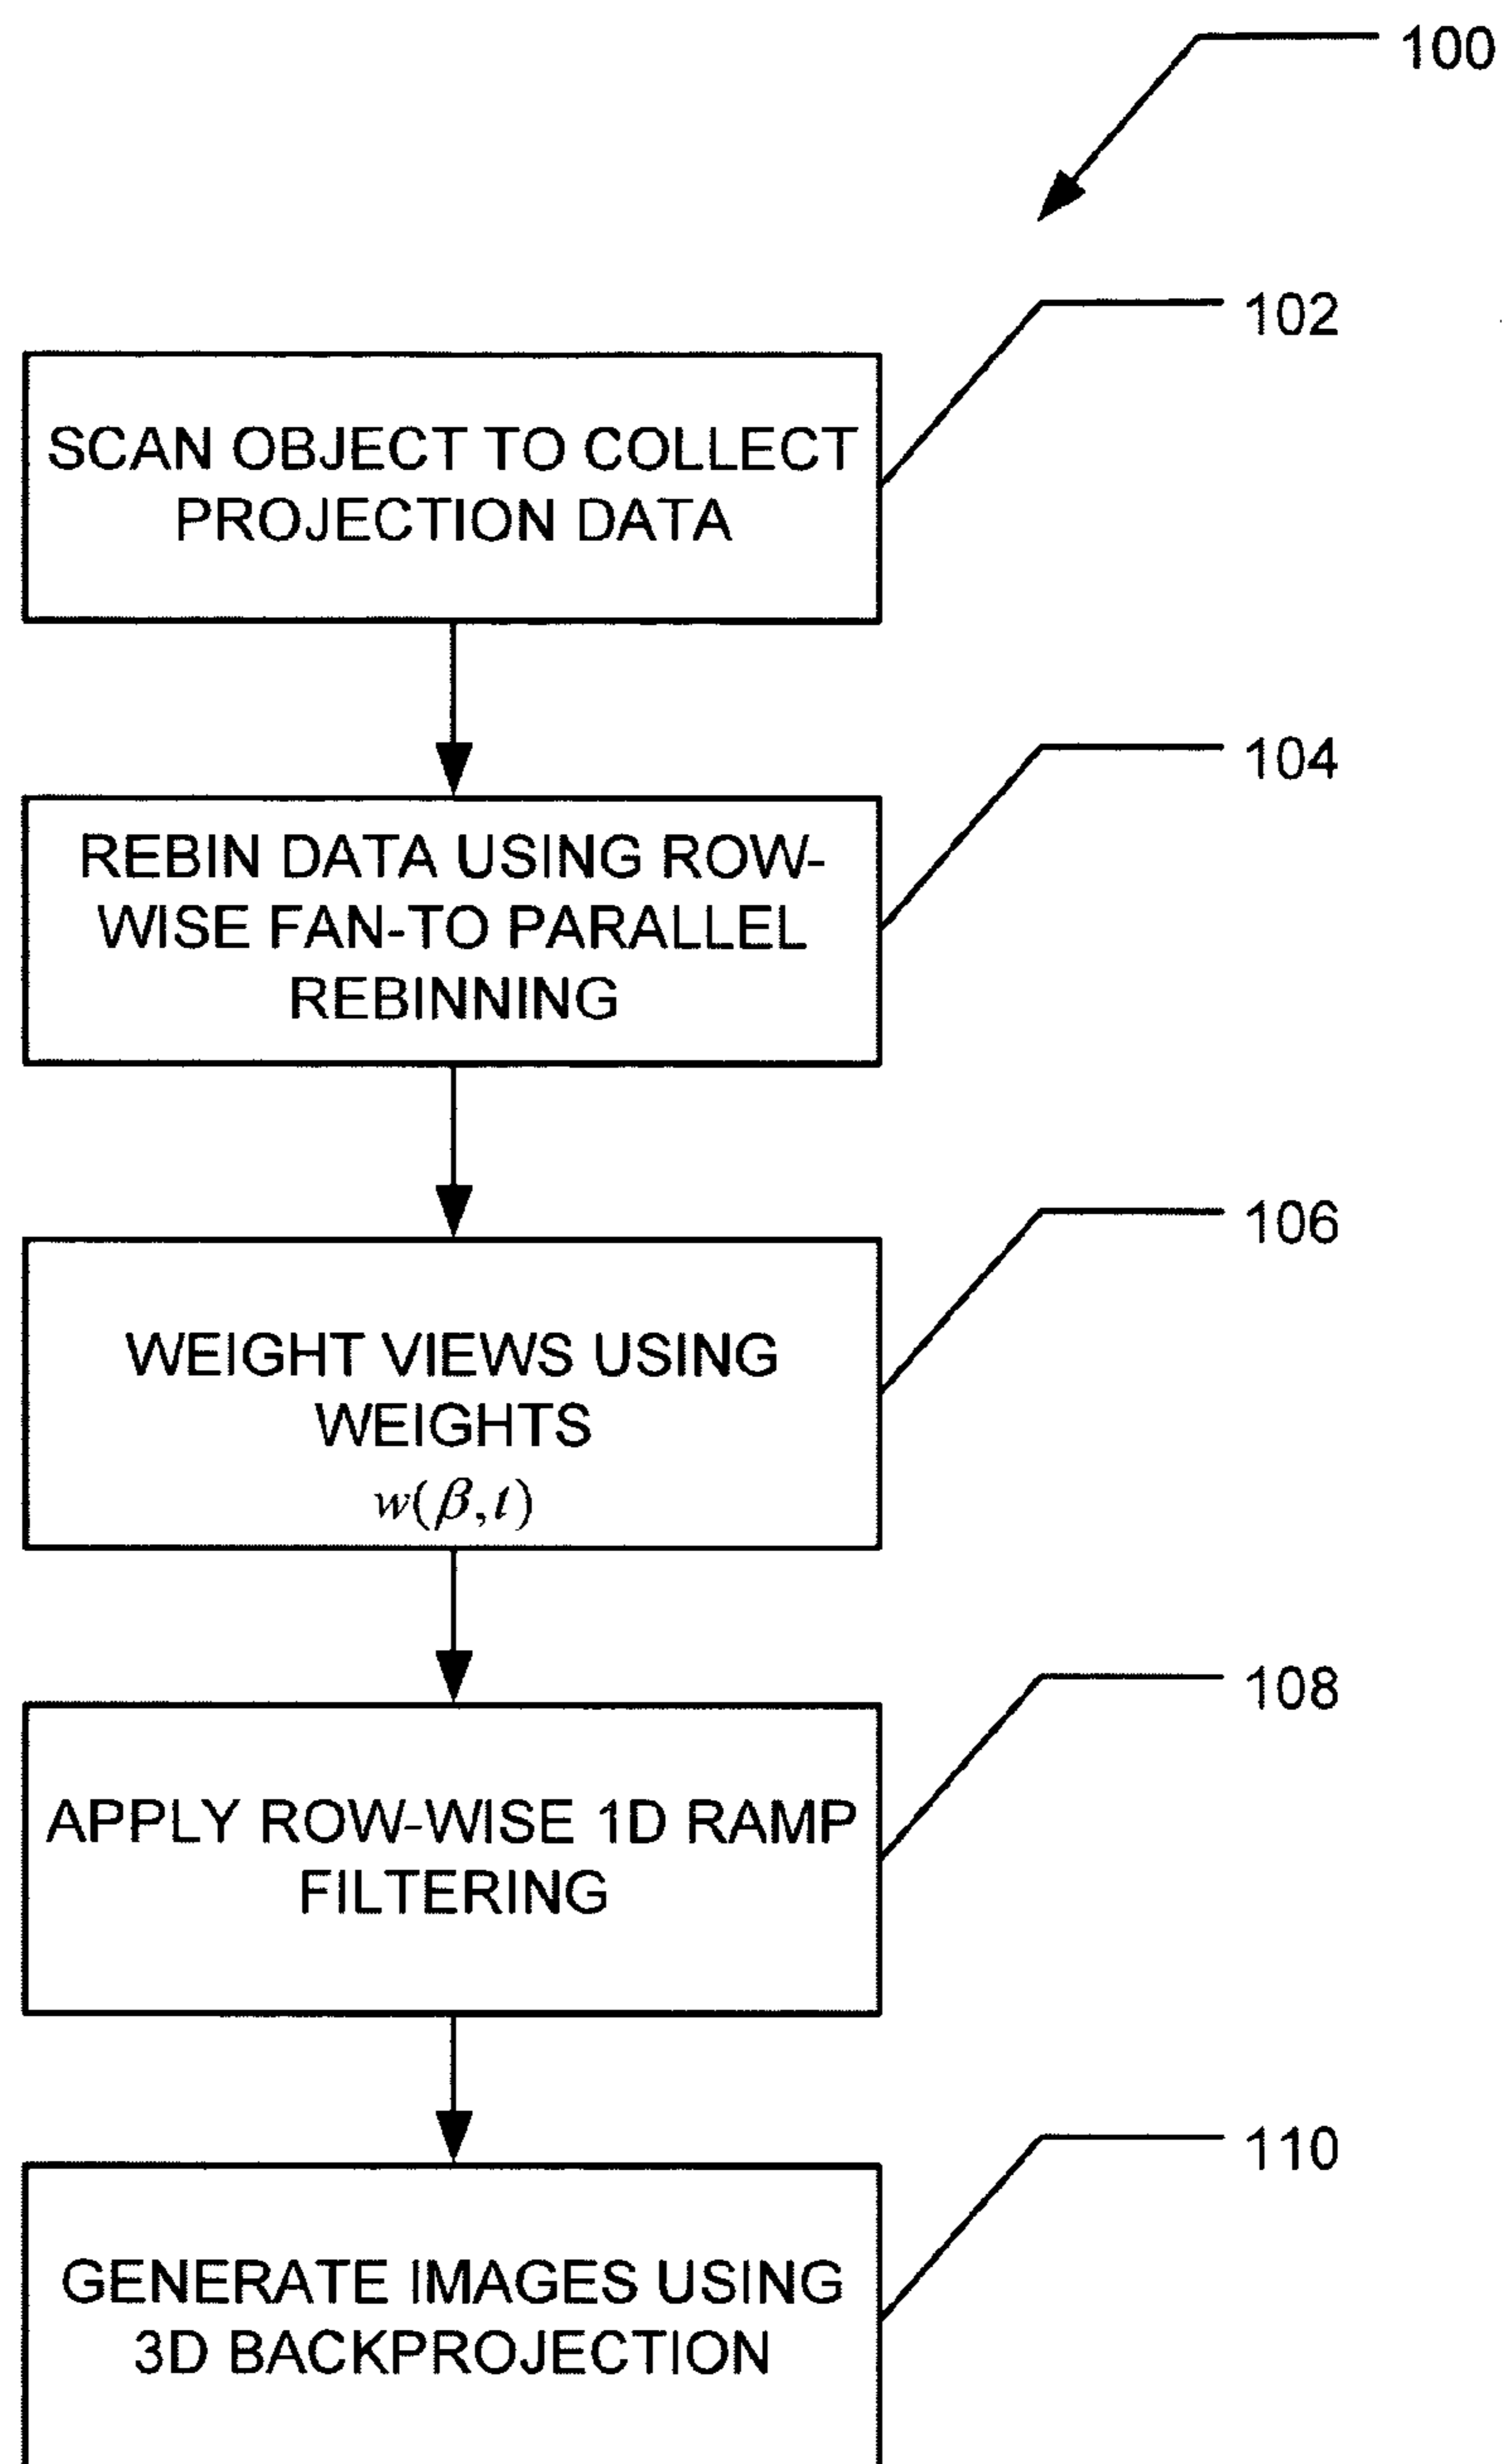 100
102
SCAN OBJECT TO COLLECT
PROJECTION DATA
104
REBIN DATA USING ROW-
WISE FAN-TO PARALLEL
REBINNING
106
WEIGHT VIEWS USING
WEIGHTS
w(β,t)
108
APPLY ROW-WISE 1D RAMP
FILTERING
110
GENERATE IMAGES USING
3D BACKPROJECTION